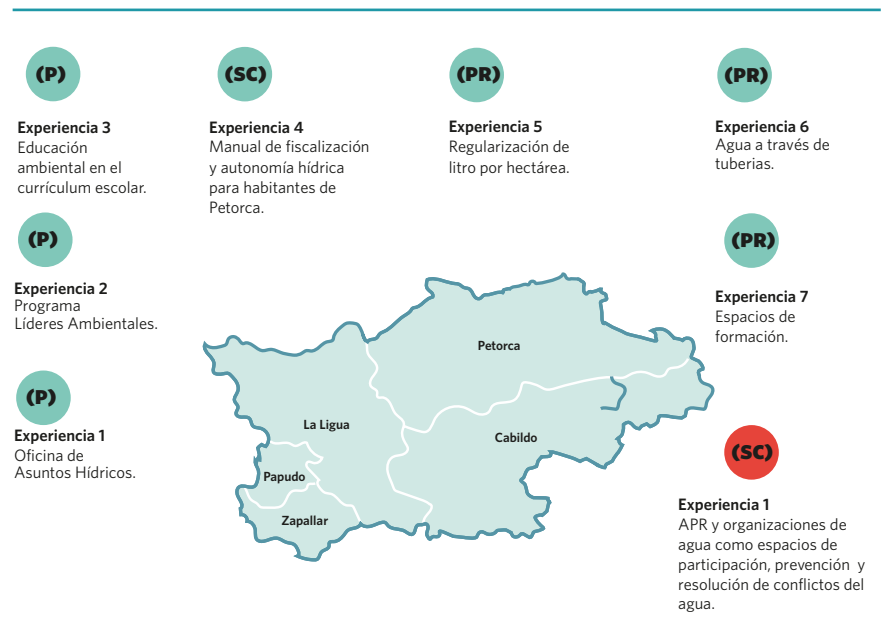 (P)
Experiencia 3
Educación
ambiental en el
currículum escolar.
(SC)
Experiencia 4
Manual de fiscalización
y autonomía hídrica
para habitantes de
Petorca.
(PR)
Experiencia 5
Regularización de
litro por hectárea.
(PR)
Experiencia 6
Agua a través de
tuberias.
(P)
Experiencia 2
Programa
Líderes Ambientales.
(PR)
Experiencia 7
Espacios de
formación.
(P)
Experiencia 1
Oficina de
Asuntos Hídricos.
Petorca
La Ligua
Cabildo
Papudo
Zapallar
(SC)
Experiencia 1
APR y organizaciones de
agua como espacios de
participación, prevención y
resolución de conflictos del
agua.